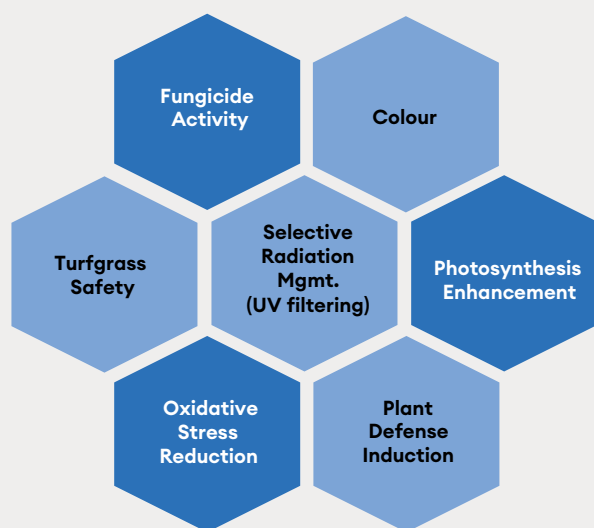 Fungicide
Activity
Colour
Turfgrass
Safety
Selective
Radiation
Mgmt.
(UV filtering)
Photosynthesis
Enhancement
Oxidative
Stress
Reduction
Plant
Defense
Induction